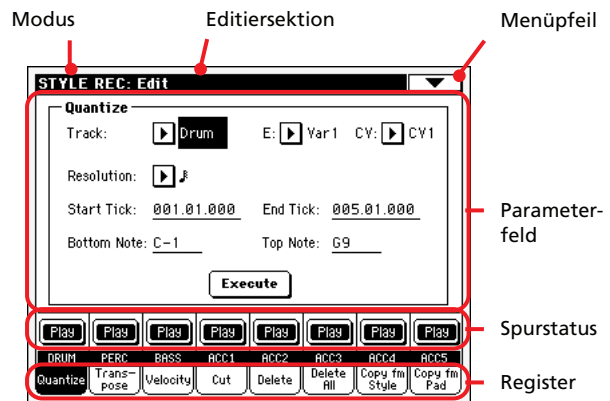 Modus Editiersektion Menüpfeil
STYLE REC: Edit
Quantize
Track: Drum E: Var1 CV: CV1
Resolution:
Start Tick: 001.01.000 End Tick: 005.01.000
Bottom Note: C-1 Top Note: G9
Execute
Parameter-
feld
Play Play Play Play Play Play Play Play
Spurstatus
DRUM PERC BASS ACC1 ACC2 ACC3 ACC4 ACC5
Quantize Trans-
pose Velocity Cut Delete Delete
All Copy fm
Style Copy fm
Pad
Register